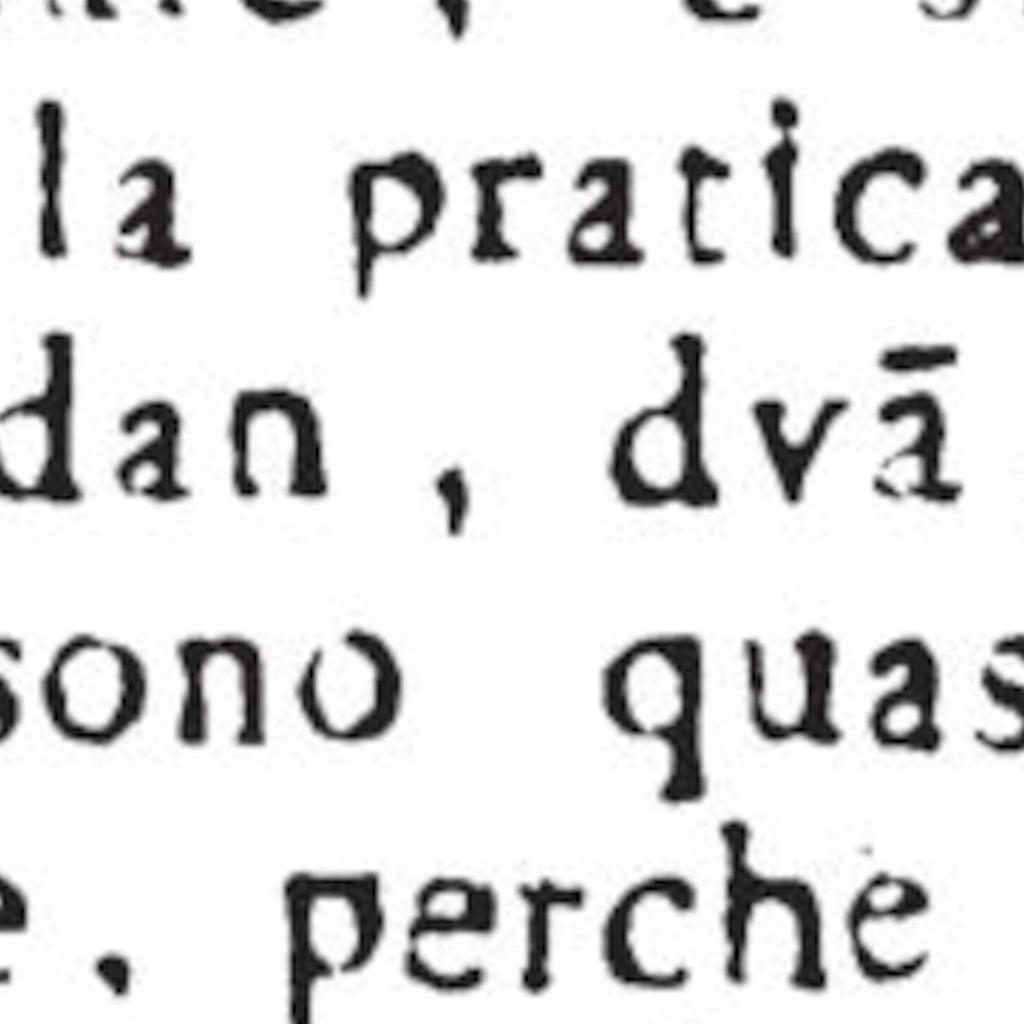 la pratica
dan, dvā
sono quas
e, perche